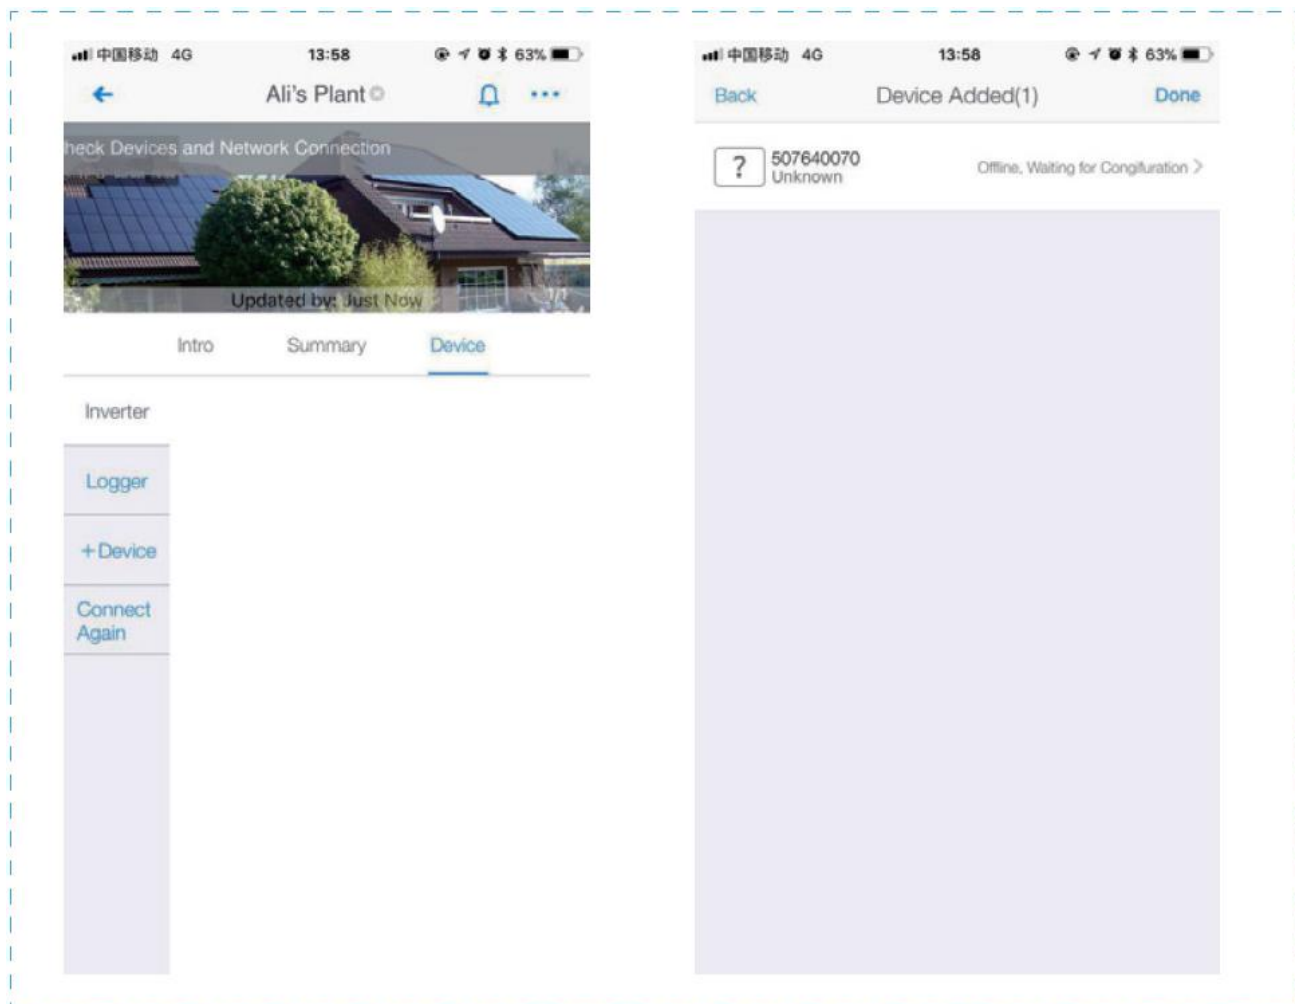 中国移动 4G 13:58 63%
Ali's Plant
heck Devices and Network Connection
Updated by: Just Now
Intro Summary Device
Inverter
Logger
+Device
Connect
Again
中国移动 4G 13:58 63%
Back Device Added(1) Done
?
507640070
Unknown
Offline, Waiting for Congifuration >